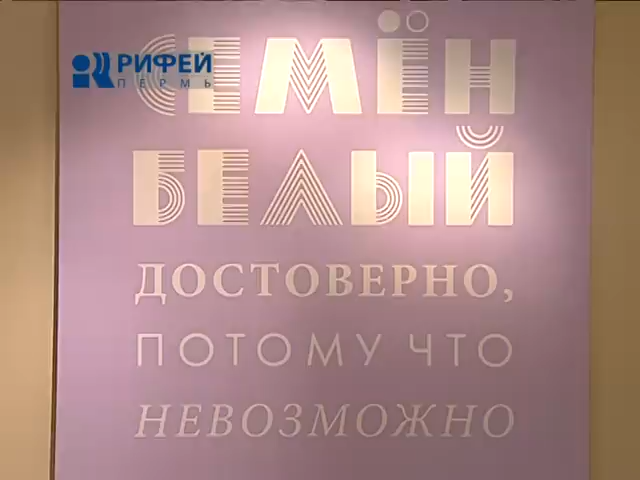 РИФЕЙ
ПЕРМЬ
СЕМЁН
БЕЛЫЙ
ДОСТОВЕРНО,
ПОТОМУ ЧТО
НЕВОЗМОЖНО